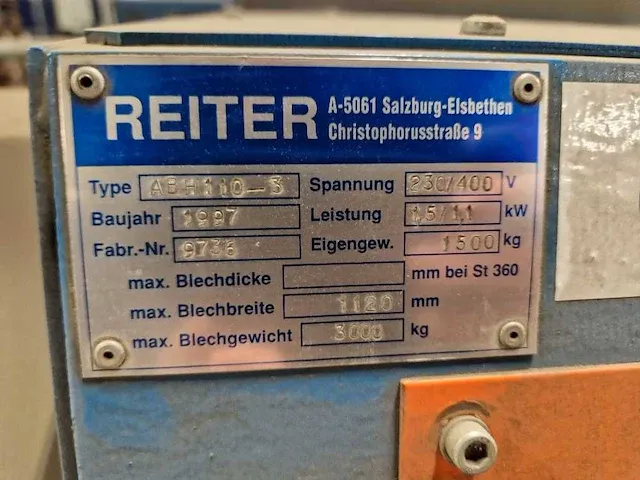 REITER
A-5061 Salzburg-Elsbethen
Christophorusstraße 9
Type ABH110-3 Spannung 230/400 V
Baujahr 1997 Leistung 1,5/1,1 kW
Fabr.-Nr. 9736 Eigengew. 1500 kg
max. Blechdicke mm bei St 360
max. Blechbreite 1120 mm
max. Blechgewicht 3000 kg